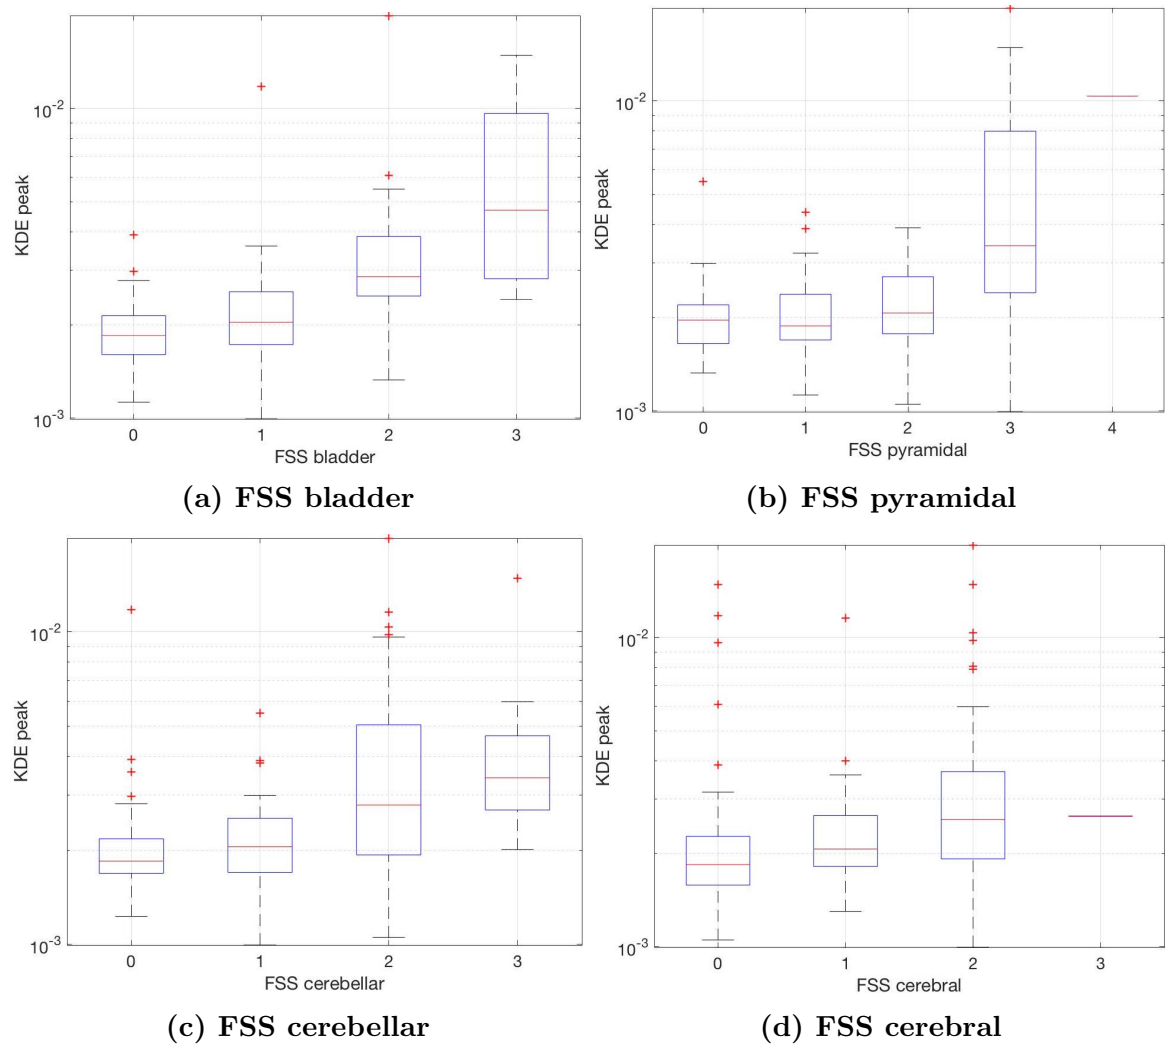 KDE peak
10⁻²
10⁻³
0 1 2 3
FSS bladder
(a) FSS bladder
KDE peak
10⁻²
10⁻³
0 1 2 3 4
FSS pyramidal
(b) FSS pyramidal
KDE peak
10⁻²
10⁻³
0 1 2 3
FSS cerebellar
(c) FSS cerebellar
KDE peak
10⁻²
10⁻³
0 1 2 3
FSS cerebral
(d) FSS cerebral